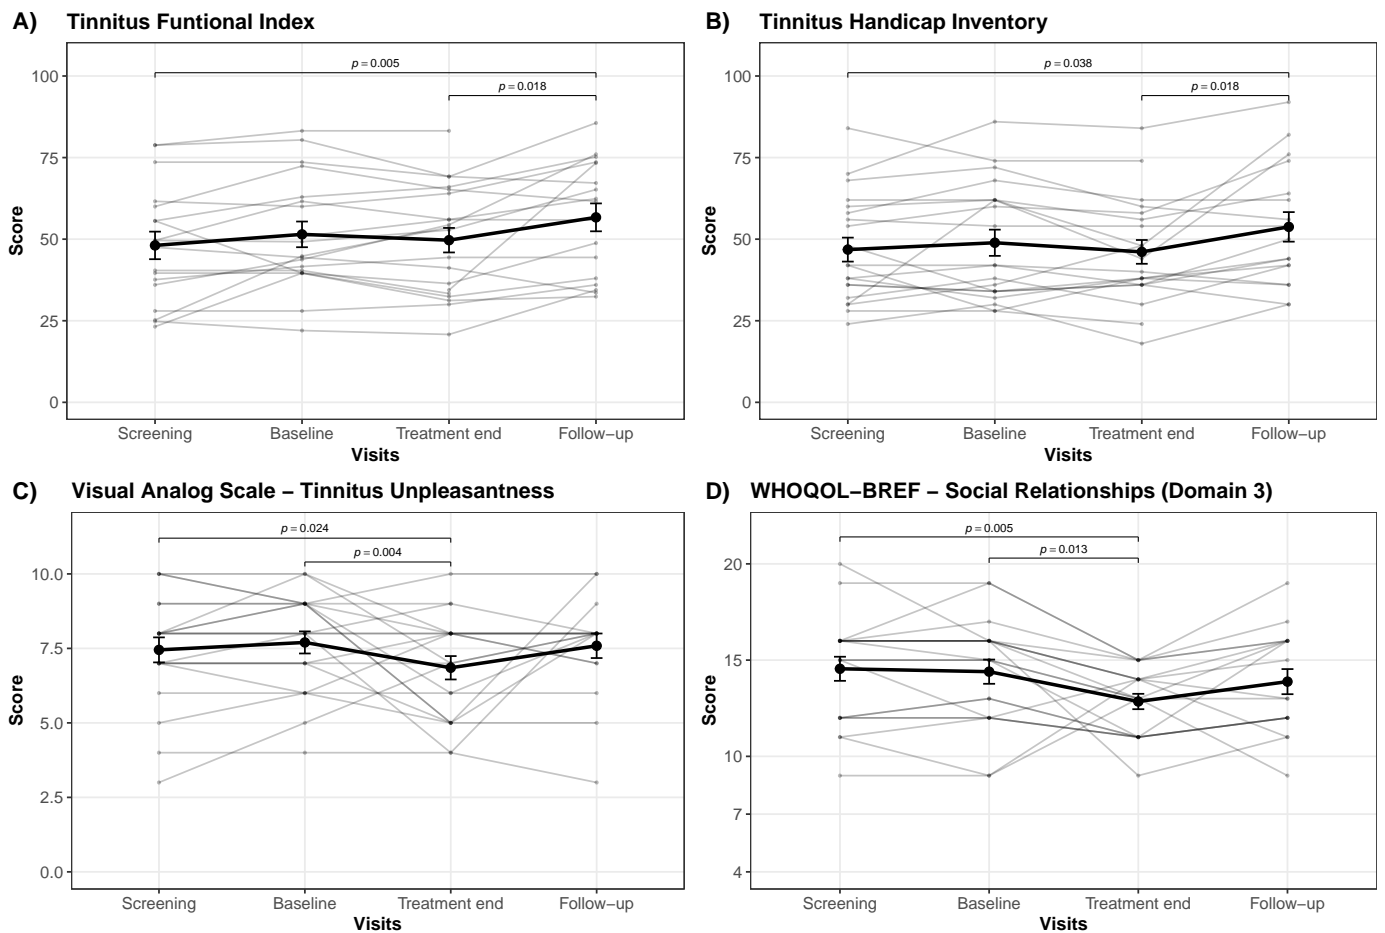 A) Tinnitus Funtional Index
100
75
50
25
0
Score
p = 0.005
p = 0.018
Screening Baseline Treatment end Follow−up
Visits
B) Tinnitus Handicap Inventory
100
75
50
25
0
Score
p = 0.038
p = 0.018
Screening Baseline Treatment end Follow−up
Visits
C) Visual Analog Scale − Tinnitus Unpleasantness
10.0
7.5
5.0
2.5
0.0
Score
p = 0.024
p = 0.004
Screening Baseline Treatment end Follow−up
Visits
D) WHOQOL−BREF − Social Relationships (Domain 3)
20
15
10
7
4
Score
p = 0.005
p = 0.013
Screening Baseline Treatment end Follow−up
Visits